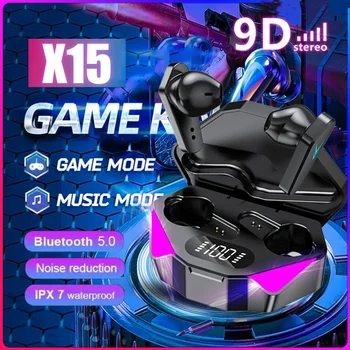 X15
9D
stereo
GAME K
GAME MODE
MUSIC MODE
Bluetooth 5.0
Noise reduction
IPX 7 waterproof
100